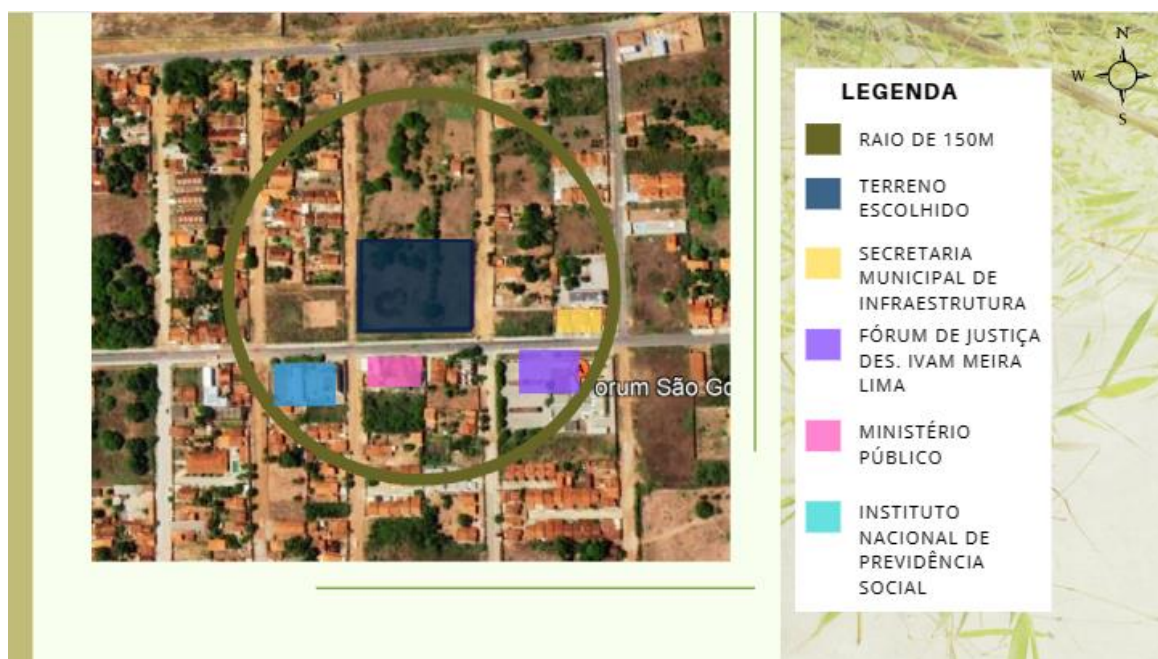 N
W
S
LEGENDA
RAIO DE 150M
TERRENO
ESCOLHIDO
SECRETARIA
MUNICIPAL DE
INFRAESTRUTURA
FÓRUM DE JUSTIÇA
DES. IVAM MEIRA
LIMA
MINISTÉRIO
PÚBLICO
INSTITUTO
NACIONAL DE
PREVIDÊNCIA
SOCIAL
órum São Go